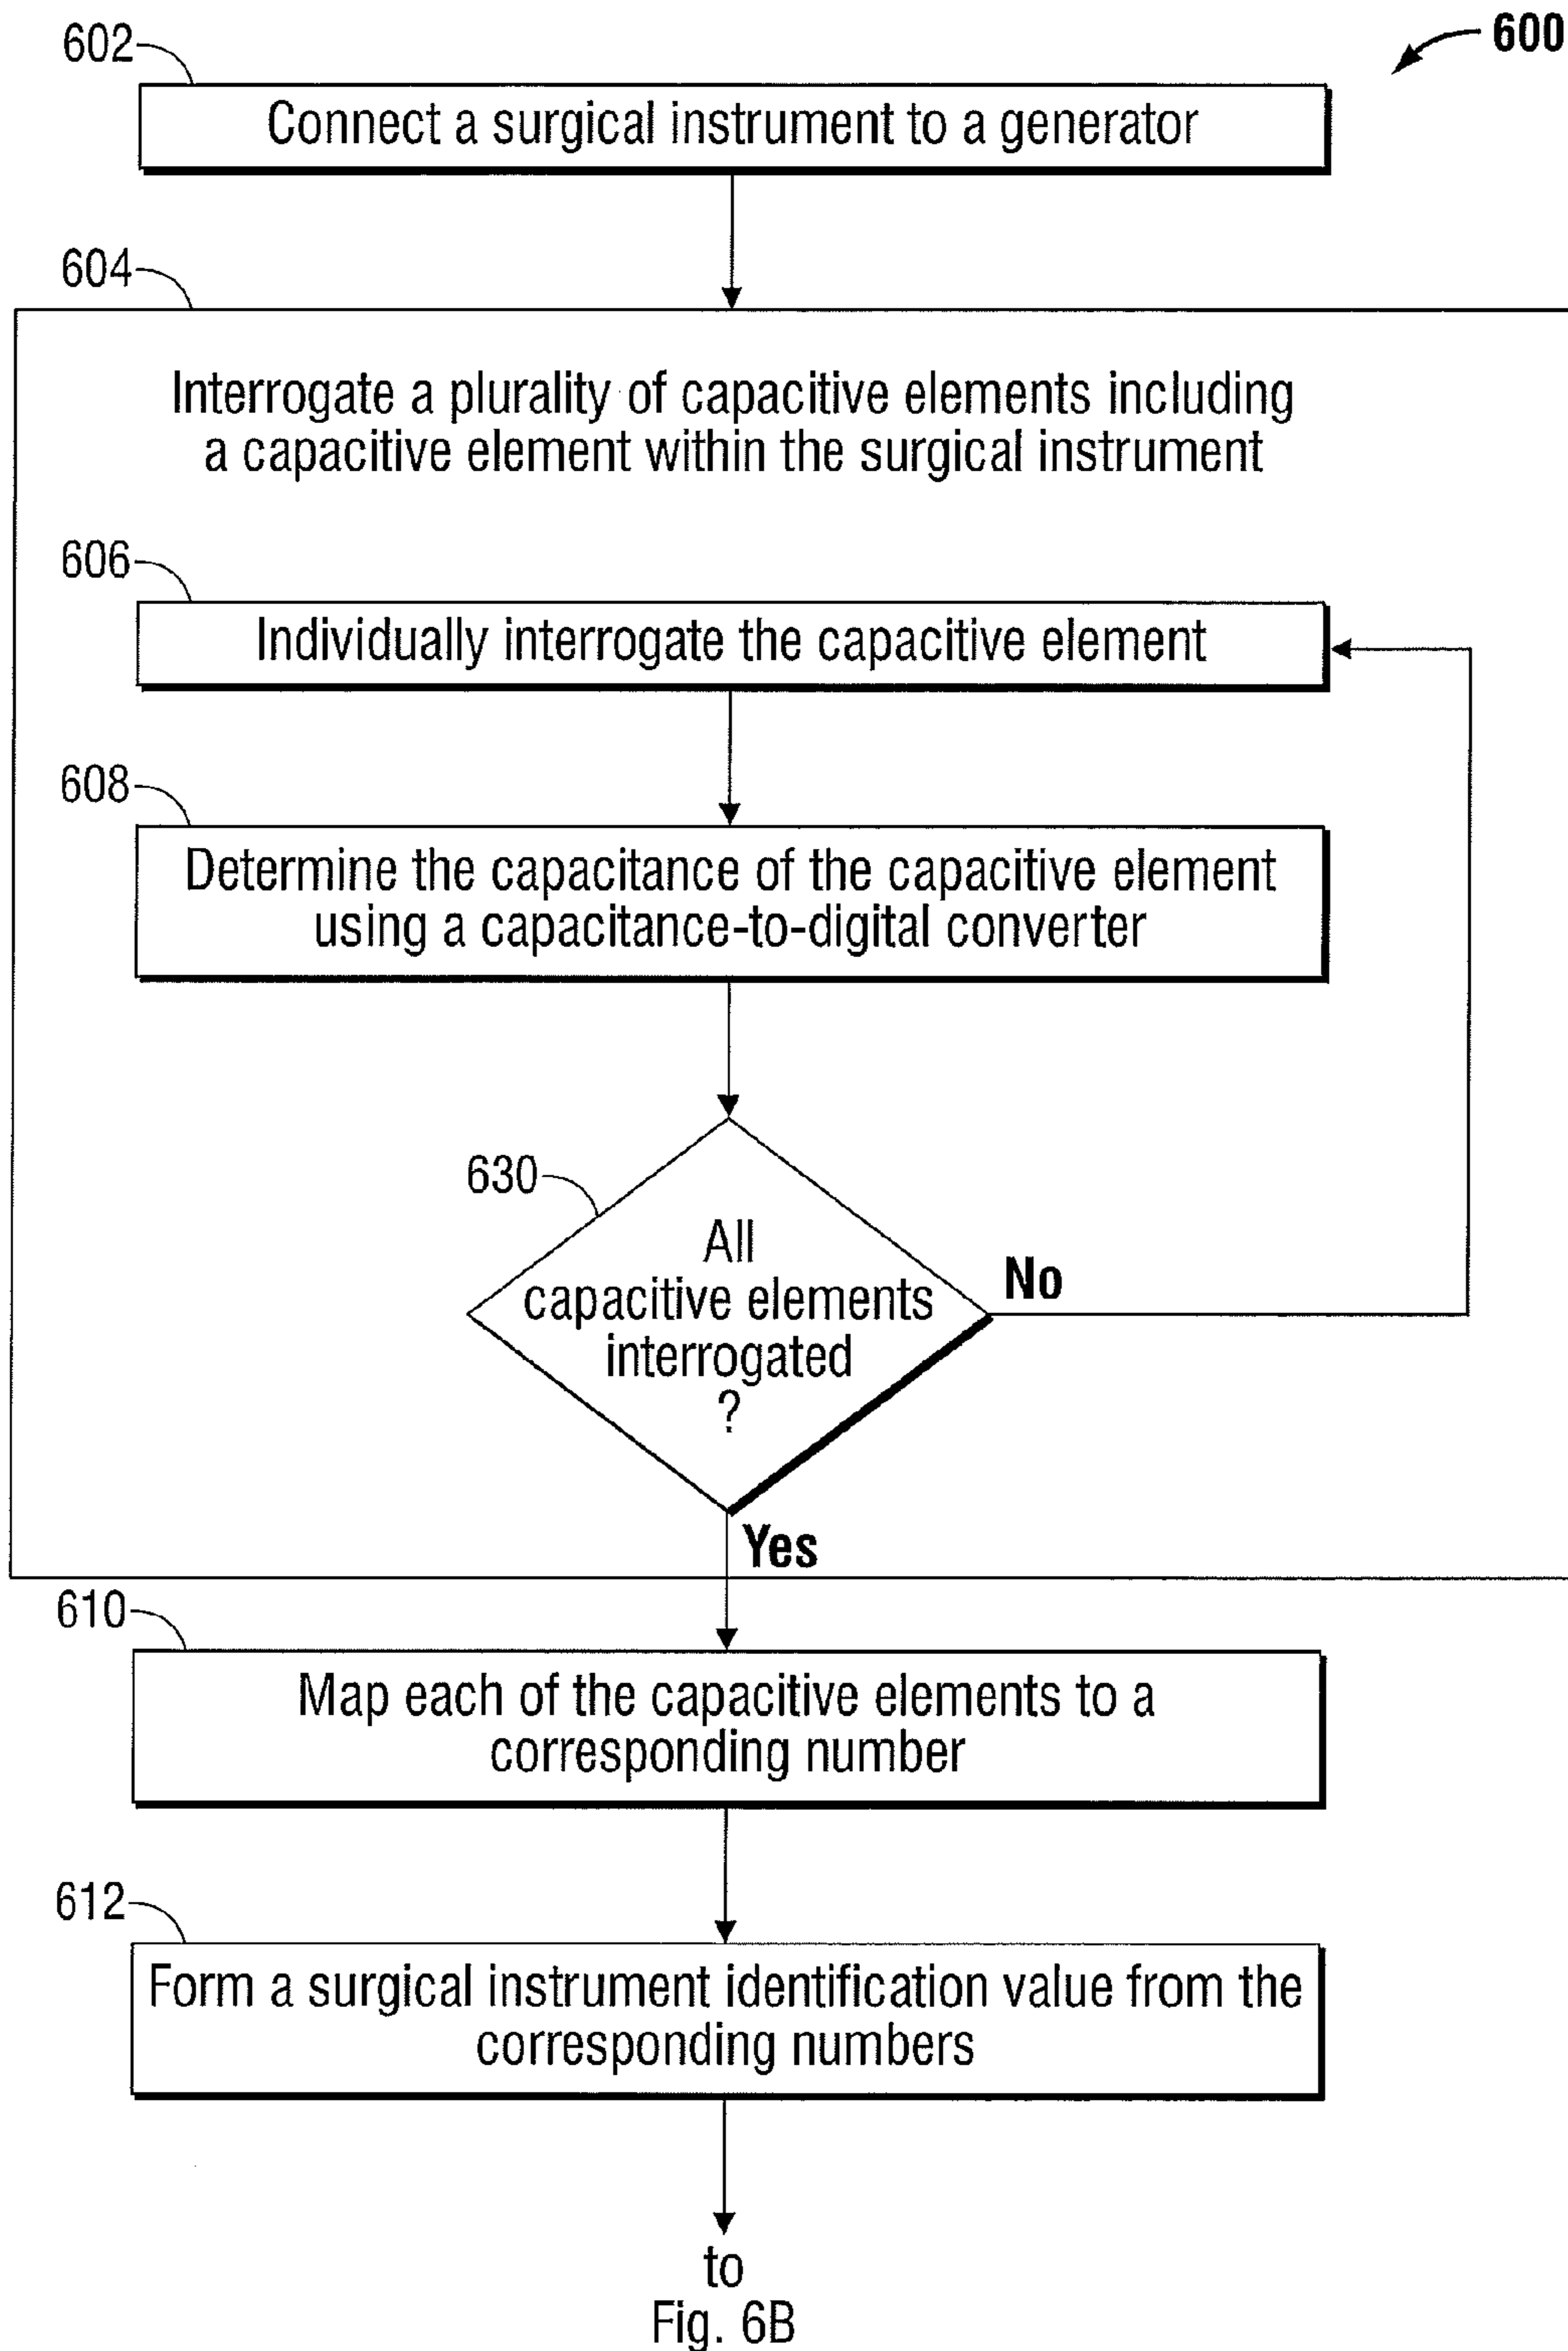 600
602
Connect a surgical instrument to a generator
604
Interrogate a plurality of capacitive elements including
a capacitive element within the surgical instrument
606
Individually interrogate the capacitive element
608
Determine the capacitance of the capacitive element
using a capacitance-to-digital converter
630
All
capacitive elements
interrogated
?
No
Yes
610
Map each of the capacitive elements to a
corresponding number
612
Form a surgical instrument identification value from the
corresponding numbers
to
Fig. 6B